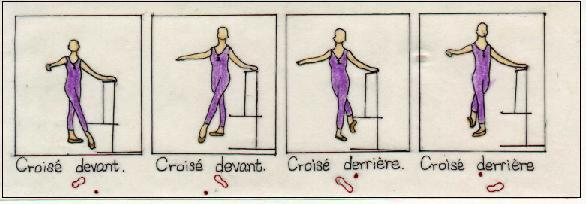 Croisé devant.
Croisé devant.
Croisé derrière.
Croisé derrière